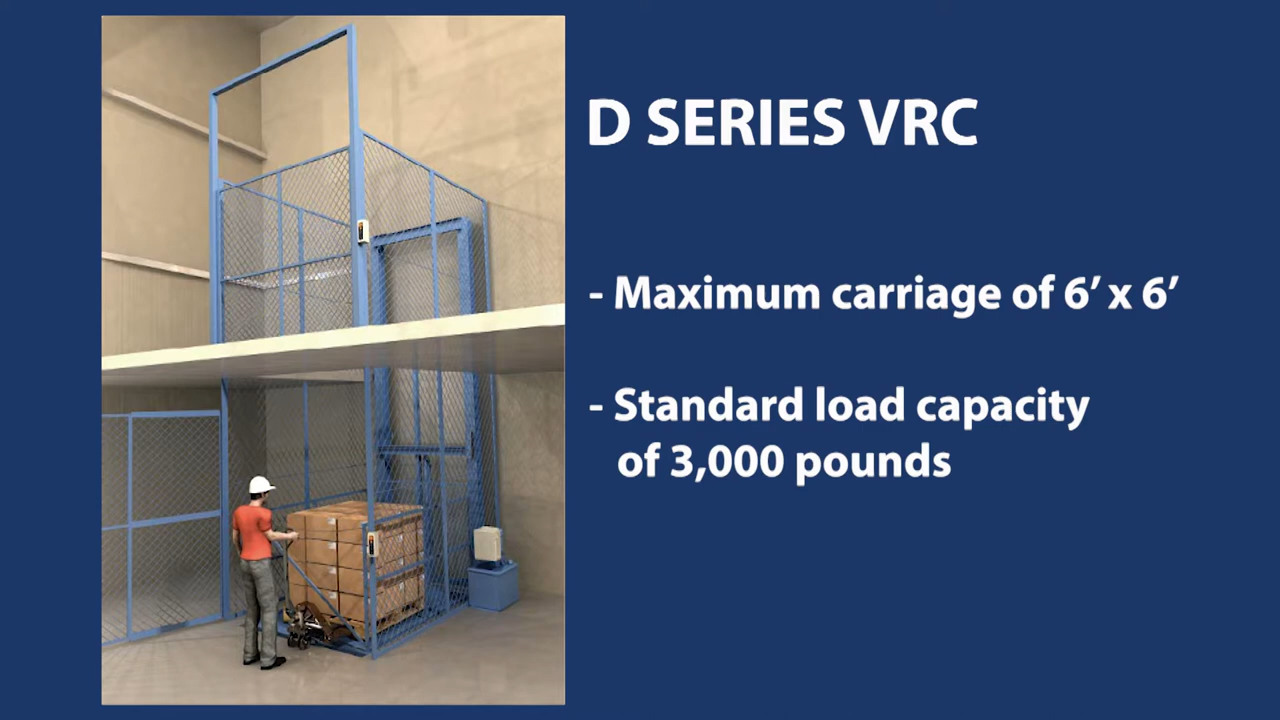 D SERIES VRC
- Maximum carriage of 6’ x 6’
- Standard load capacity
of 3,000 pounds